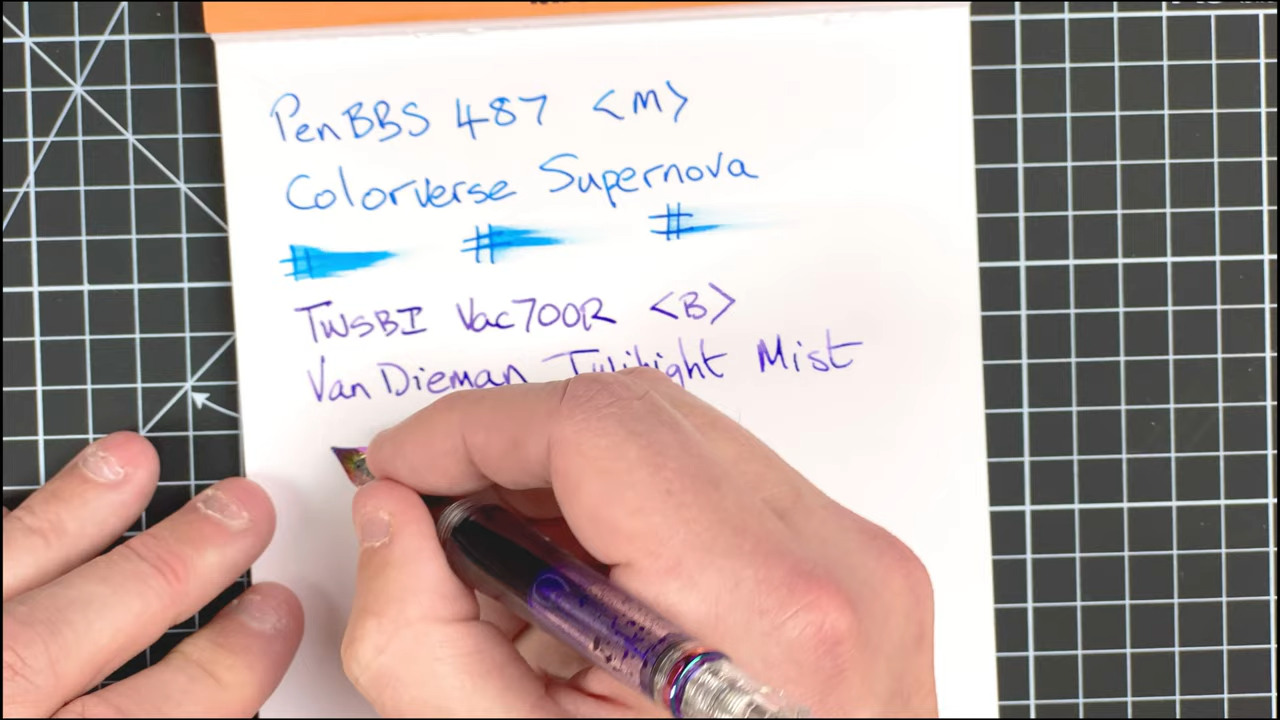 PenBBS 487 <M>
Colorverse Supernova
# # #
TWSBI Vac700R <B>
Van Dieman Twilight Mist